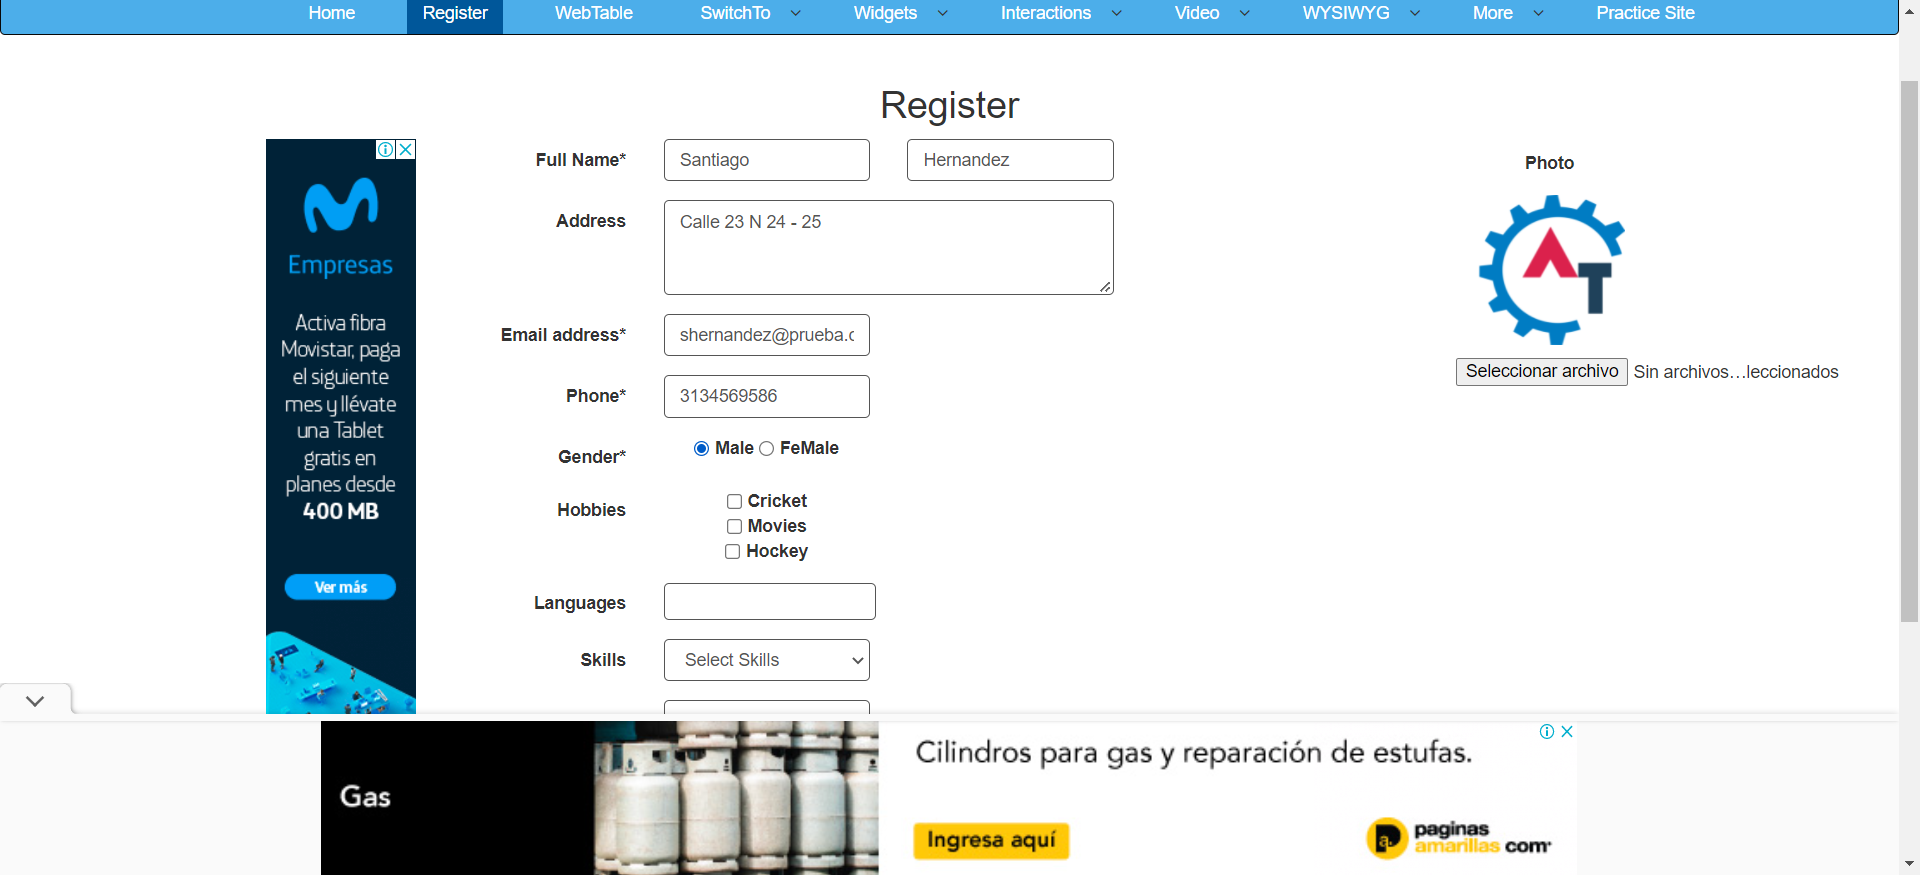 Home Register WebTable SwitchTo Widgets Interactions Video WYSIWYG More Practice Site
Register
Full Name* Santiago Hernandez
Address Calle 23 N 24 - 25
Email address* shernandez@prueba.c
Phone* 3134569586
Gender* Male FeMale
Hobbies Cricket
Movies
Hockey
Languages
Skills Select Skills
Photo
AT
Seleccionar archivo Sin archivos…leccionados
Empresas
Activa fibra
Movistar, paga
el siguiente
mes y llévate
una Tablet
gratis en
planes desde
400 MB
Ver más
Gas
Cilindros para gas y reparación de estufas.
Ingresa aquí
paginas
amarillas com